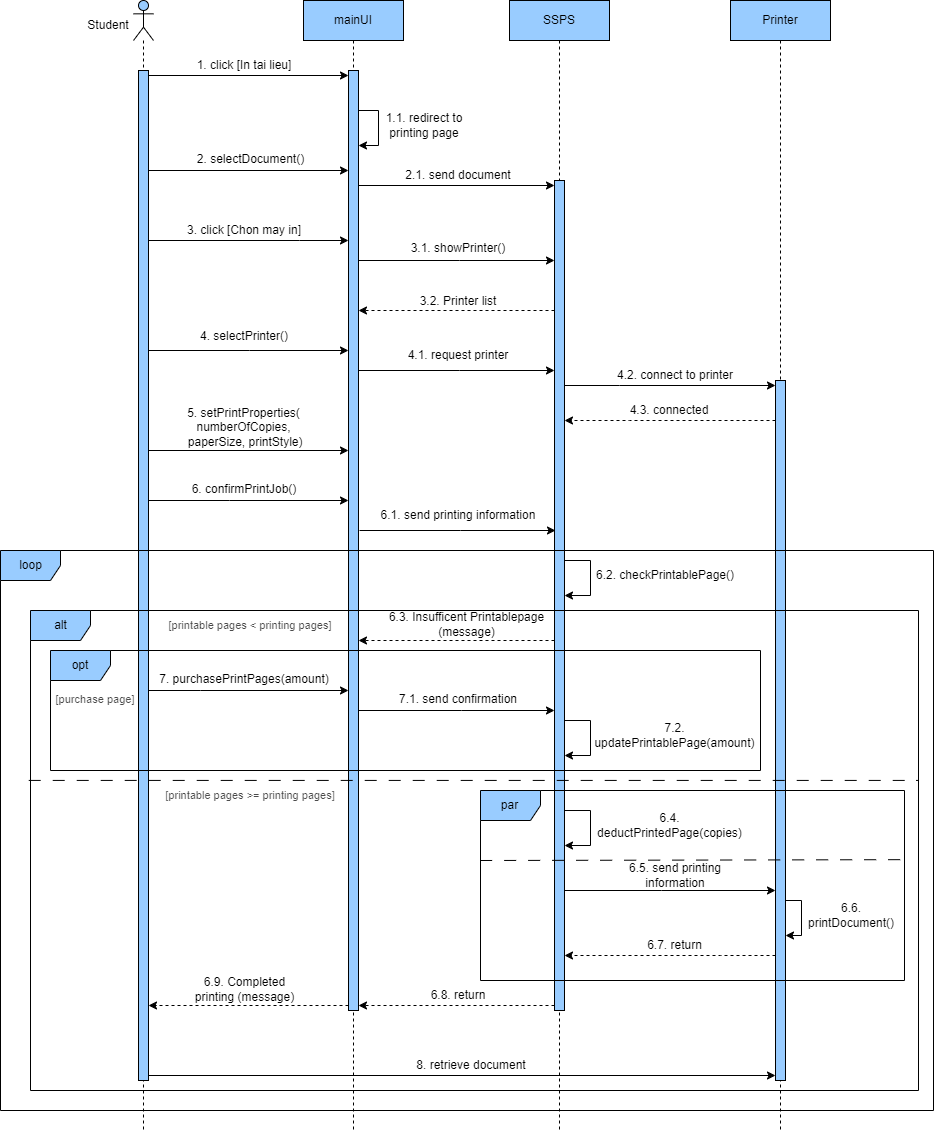 Student
mainUI
SSPS
Printer
1. click [In tai lieu]
1.1. redirect to
printing page
2. selectDocument()
2.1. send document
3. click [Chon may in]
3.1. showPrinter()
3.2. Printer list
4. selectPrinter()
4.1. request printer
4.2. connect to printer
4.3. connected
5. setPrintProperties(
numberOfCopies,
paperSize, printStyle)
6. confirmPrintJob()
6.1. send printing information
loop
6.2. checkPrintablePage()
alt
[printable pages < printing pages]
6.3. Insufficent Printablepage
(message)
opt
[purchase page]
7. purchasePrintPages(amount)
7.1. send confirmation
7.2.
updatePrintablePage(amount)
[printable pages >= printing pages]
par
6.4.
deductPrintedPage(copies)
6.5. send printing
information
6.6.
printDocument()
6.7. return
6.8. return
6.9. Completed
printing (message)
8. retrieve document